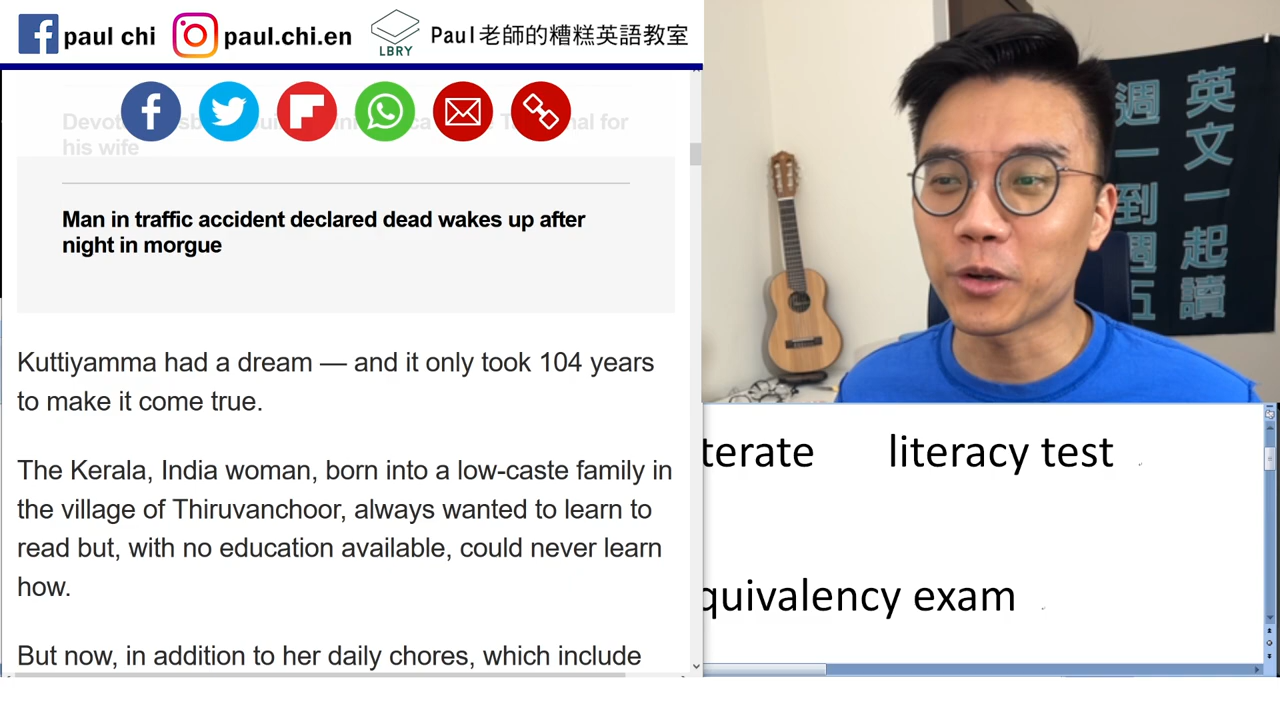 paul chi
paul.chi.en
LBRY
Paul老師的糟糕英語教室
his wife
Man in traffic accident declared dead wakes up after
night in morgue
Kuttiyamma had a dream — and it only took 104 years
to make it come true.
The Kerala, India woman, born into a low-caste family in
the village of Thiruvanchoor, always wanted to learn to
read but, with no education available, could never learn
how.
But now, in addition to her daily chores, which include
英文一起讀
週一到週五
terate literacy test
quivalency exam